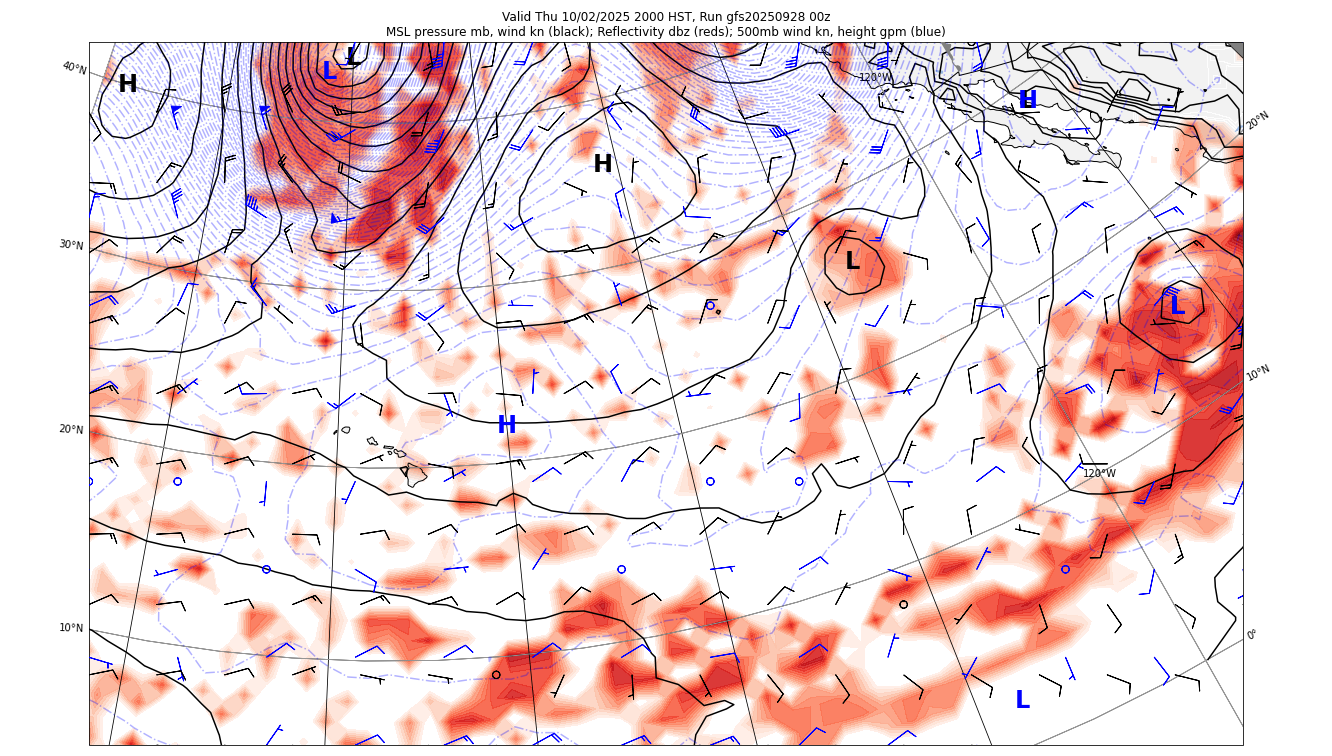 Valid Thu 10/02/2025 2000 HST, Run gfs20250928 00z
MSL pressure mb, wind kn (black); Reflectivity dbz (reds); 500mb wind kn, height gpm (blue)
L
L
40°N
H
120°W
H
20°N
H
30°N
L
L
10°N
20°N
H
120°W
10°N
0°
L